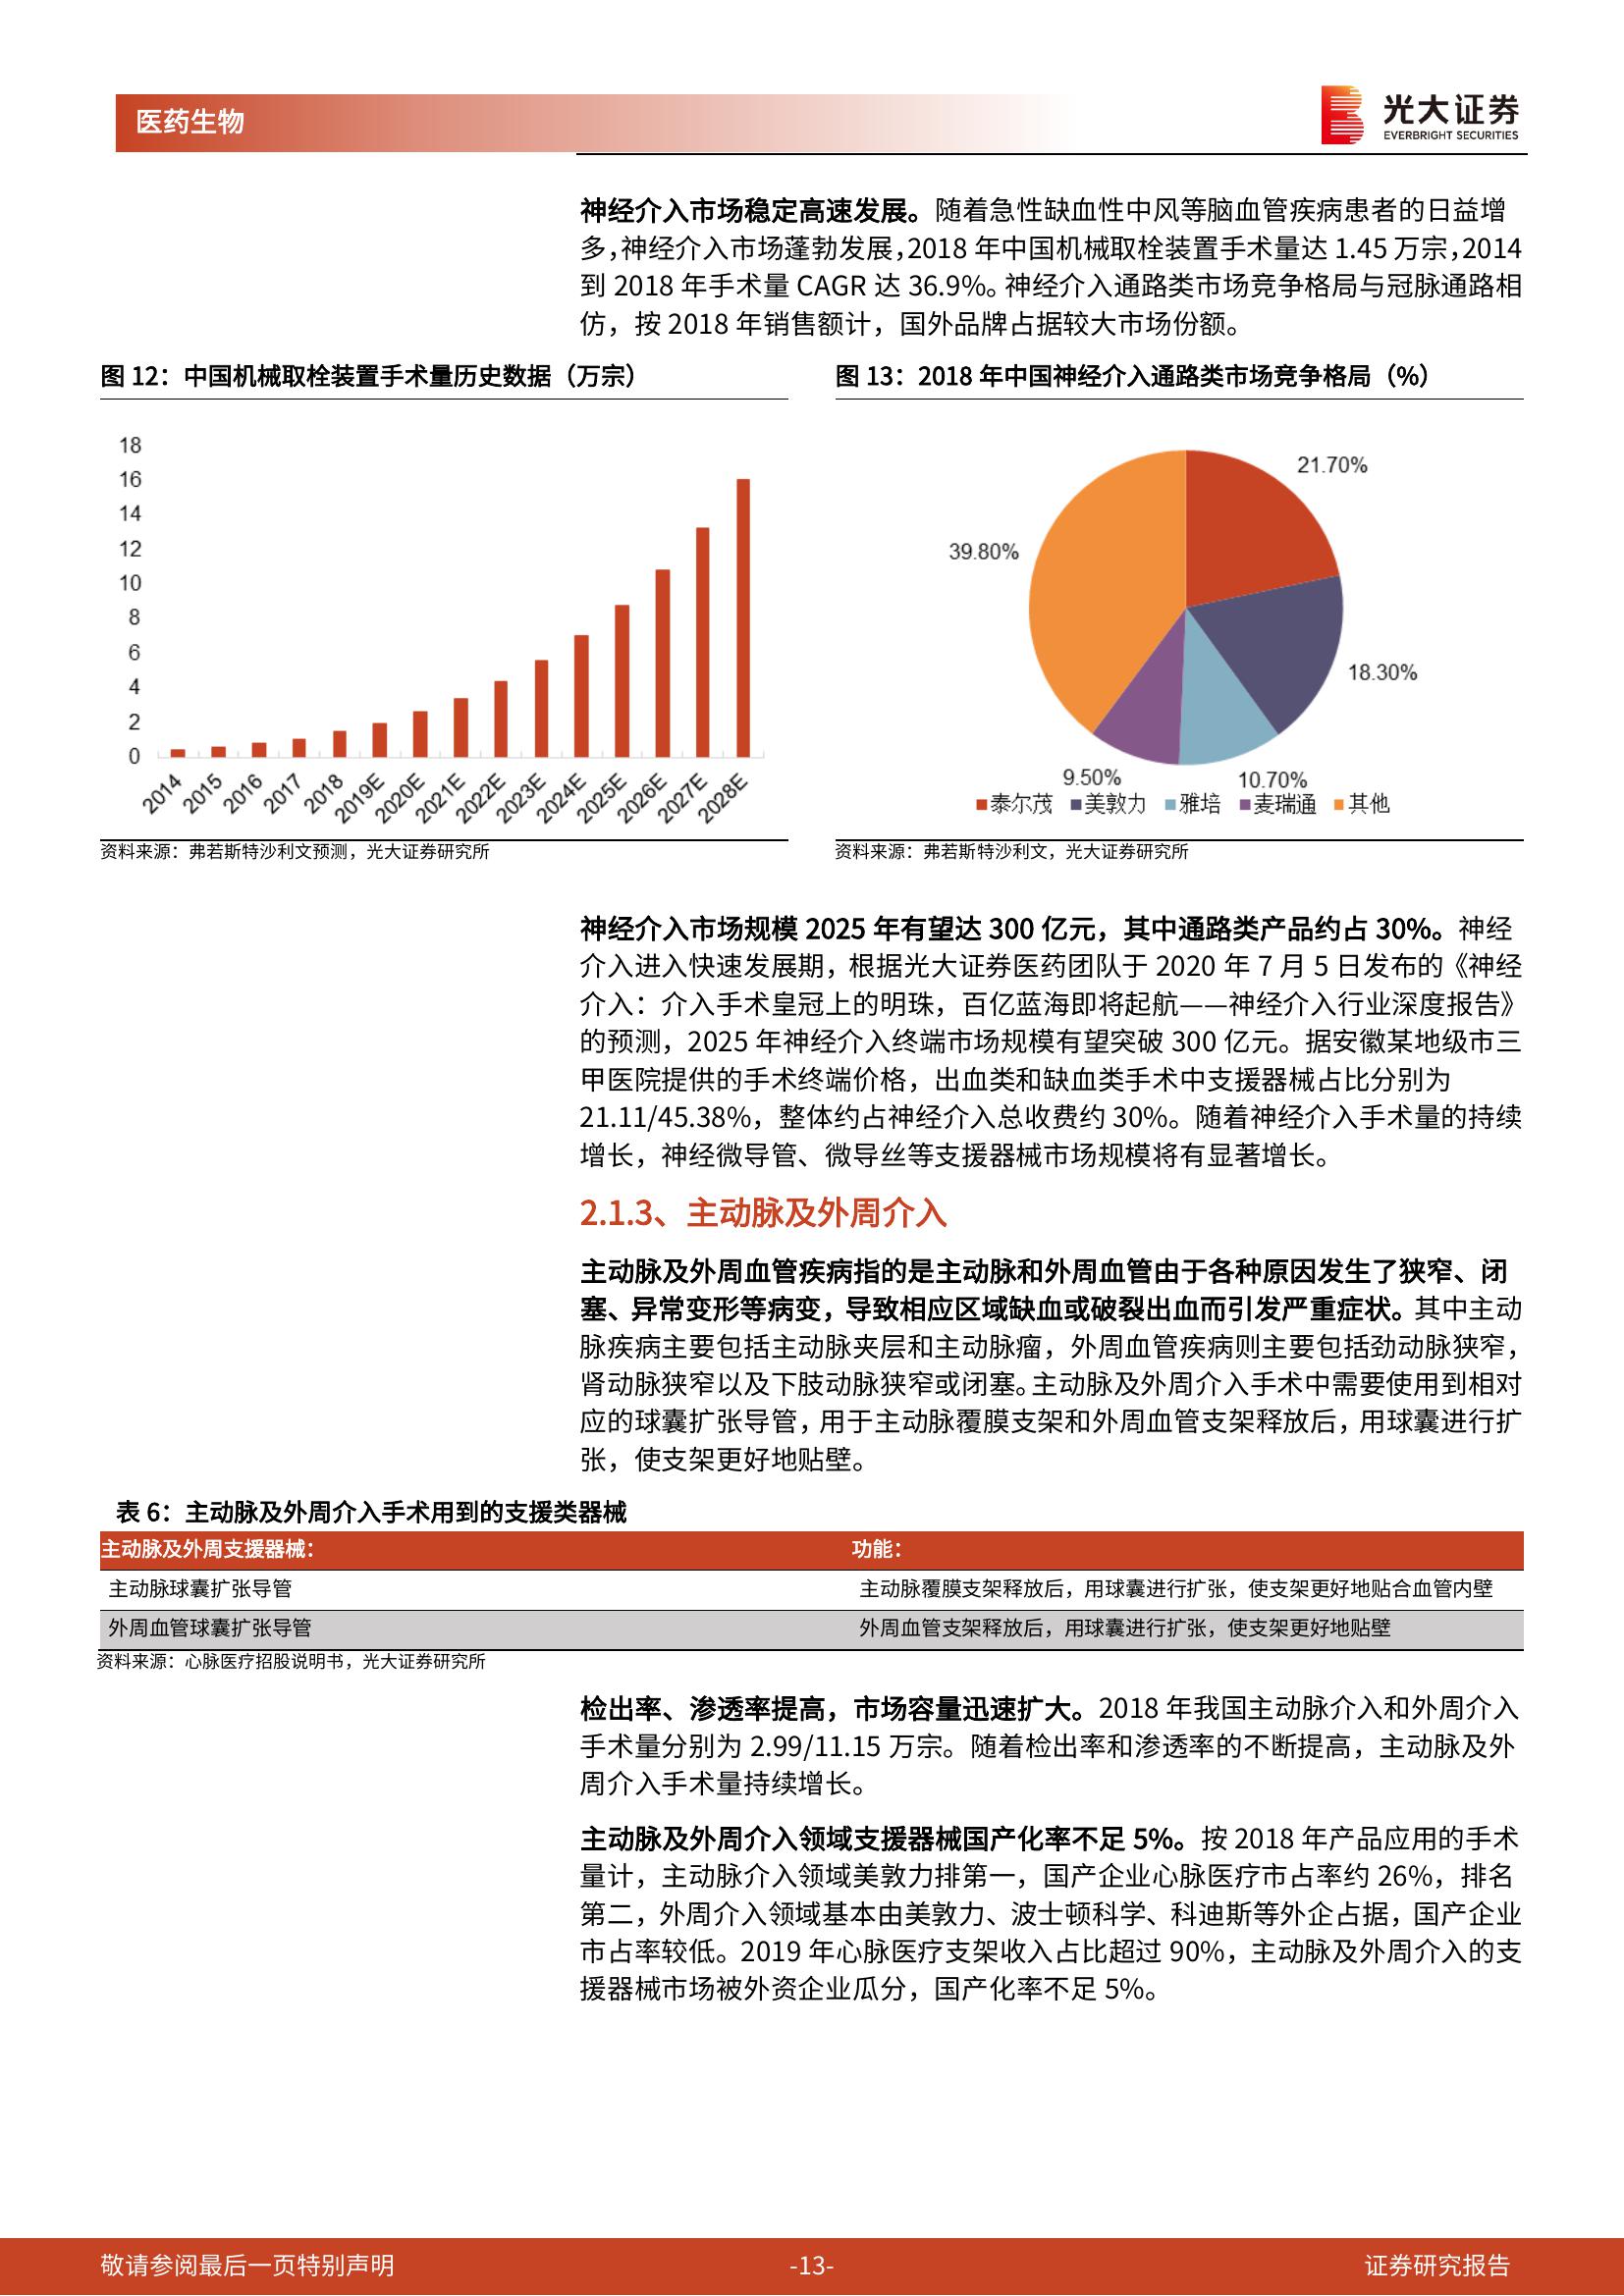 医药生物
光大证券
EVERBRIGHT SECURITIES
神经介入市场稳定高速发展。随着急性缺血性中风等脑血管疾病患者的日益增
多，神经介入市场蓬勃发展，2018 年中国机械取栓装置手术量达 1.45 万宗，2014
到 2018 年手术量 CAGR 达 36.9%。神经介入通路类市场竞争格局与冠脉通路相
仿，按 2018 年销售额计，国外品牌占据较大市场份额。
图 12：中国机械取栓装置手术量历史数据（万宗）
18
16
14
12
10
8
6
4
2
0
2014 2015 2016 2017 2018 2019E 2020E 2021E 2022E 2023E 2024E 2025E 2026E 2027E 2028E
资料来源：弗若斯特沙利文预测，光大证券研究所
图 13：2018 年中国神经介入通路类市场竞争格局（%）
21.70%
39.80%
18.30%
9.50%
10.70%
泰尔茂 美敦力 雅培 麦瑞通 其他
资料来源：弗若斯特沙利文，光大证券研究所
神经介入市场规模 2025 年有望达 300 亿元，其中通路类产品约占 30%。神经
介入进入快速发展期，根据光大证券医药团队于 2020 年 7 月 5 日发布的《神经
介入：介入手术皇冠上的明珠，百亿蓝海即将起航——神经介入行业深度报告》
的预测，2025 年神经介入终端市场规模有望突破 300 亿元。据安徽某地级市三
甲医院提供的手术终端价格，出血类和缺血类手术中支援器械占比分别为
21.11/45.38%，整体约占神经介入总收费约 30%。随着神经介入手术量的持续
增长，神经微导管、微导丝等支援器械市场规模将有显著增长。
2.1.3、主动脉及外周介入
主动脉及外周血管疾病指的是主动脉和外周血管由于各种原因发生了狭窄、闭
塞、异常变形等病变，导致相应区域缺血或破裂出血而引发严重症状。其中主动
脉疾病主要包括主动脉夹层和主动脉瘤，外周血管疾病则主要包括劲动脉狭窄，
肾动脉狭窄以及下肢动脉狭窄或闭塞。主动脉及外周介入手术中需要使用到相对
应的球囊扩张导管，用于主动脉覆膜支架和外周血管支架释放后，用球囊进行扩
张，使支架更好地贴壁。
表 6：主动脉及外周介入手术用到的支援类器械
主动脉及外周支援器械： 功能：
主动脉球囊扩张导管 主动脉覆膜支架释放后，用球囊进行扩张，使支架更好地贴合血管内壁
外周血管球囊扩张导管 外周血管支架释放后，用球囊进行扩张，使支架更好地贴壁
资料来源：心脉医疗招股说明书，光大证券研究所
检出率、渗透率提高，市场容量迅速扩大。2018 年我国主动脉介入和外周介入
手术量分别为 2.99/11.15 万宗。随着检出率和渗透率的不断提高，主动脉及外
周介入手术量持续增长。
主动脉及外周介入领域支援器械国产化率不足 5%。按 2018 年产品应用的手术
量计，主动脉介入领域美敦力排第一，国产企业心脉医疗市占率约 26%，排名
第二，外周介入领域基本由美敦力、波士顿科学、科迪斯等外企占据，国产企业
市占率较低。2019 年心脉医疗支架收入占比超过 90%，主动脉及外周介入的支
援器械市场被外资企业瓜分，国产化率不足 5%。
敬请参阅最后一页特别声明
-13-
证券研究报告